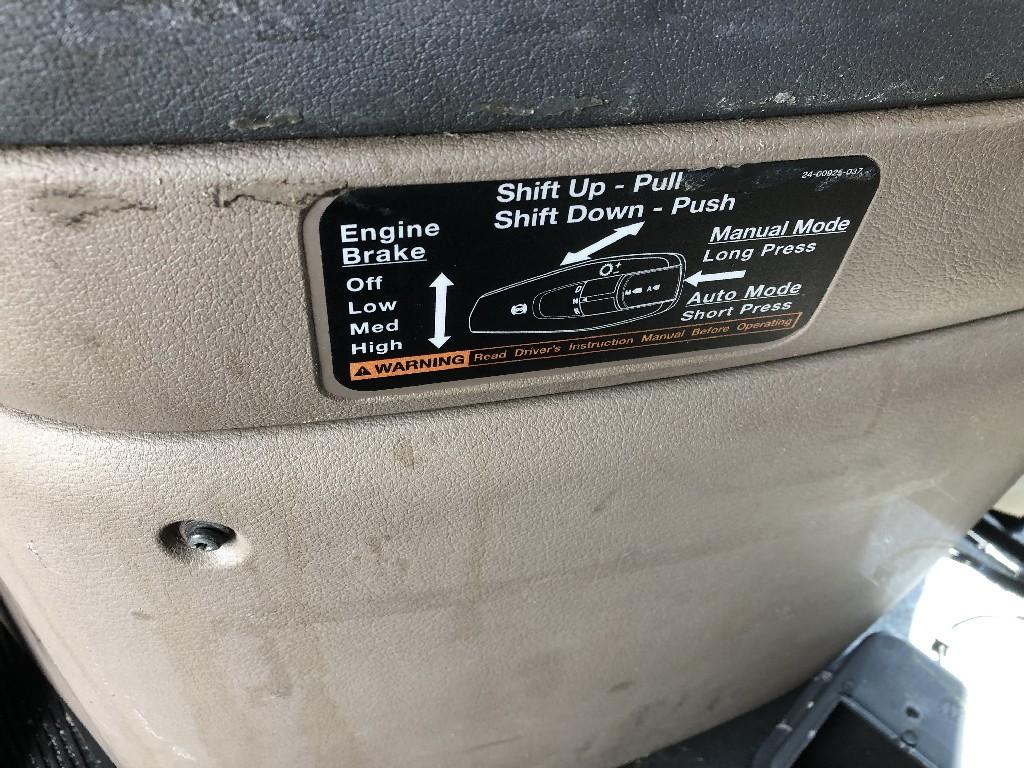 24-00925-037
Shift Up - Pull
Shift Down - Push
Engine
Brake
Off
Low
Med
High
Manual Mode
Long Press
Auto Mode
Short Press
WARNING Read Driver's Instruction Manual Before Operating